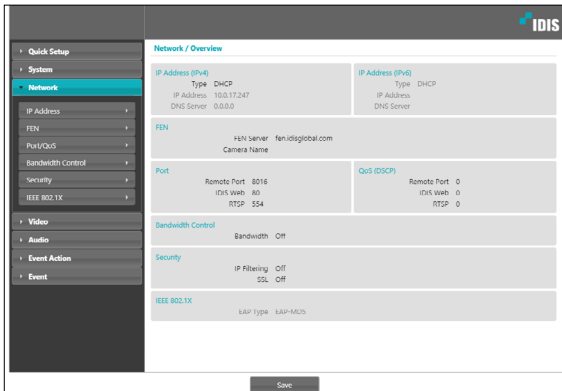 IDIS
Quick Setup
System
Network
IP Address
FEN
Port/QoS
Bandwidth Control
Security
IEEE 802.1X
Video
Audio
Event Action
Event
Network / Overview
IP Address (IPv4)
Type DHCP
IP Address 10.0.17.247
DNS Server 0.0.0.0
IP Address (IPv6)
Type DHCP
IP Address
DNS Server
FEN
FEN Server fen.idisglobal.com
Camera Name
Port
Remote Port 8016
IDIS Web 80
RTSP 554
QoS (DSCP)
Remote Port 0
IDIS Web 0
RTSP 0
Bandwidth Control
Bandwidth Off
Security
IP Filtering Off
SSL Off
IEEE 802.1X
EAP Type EAP-MD5
Save